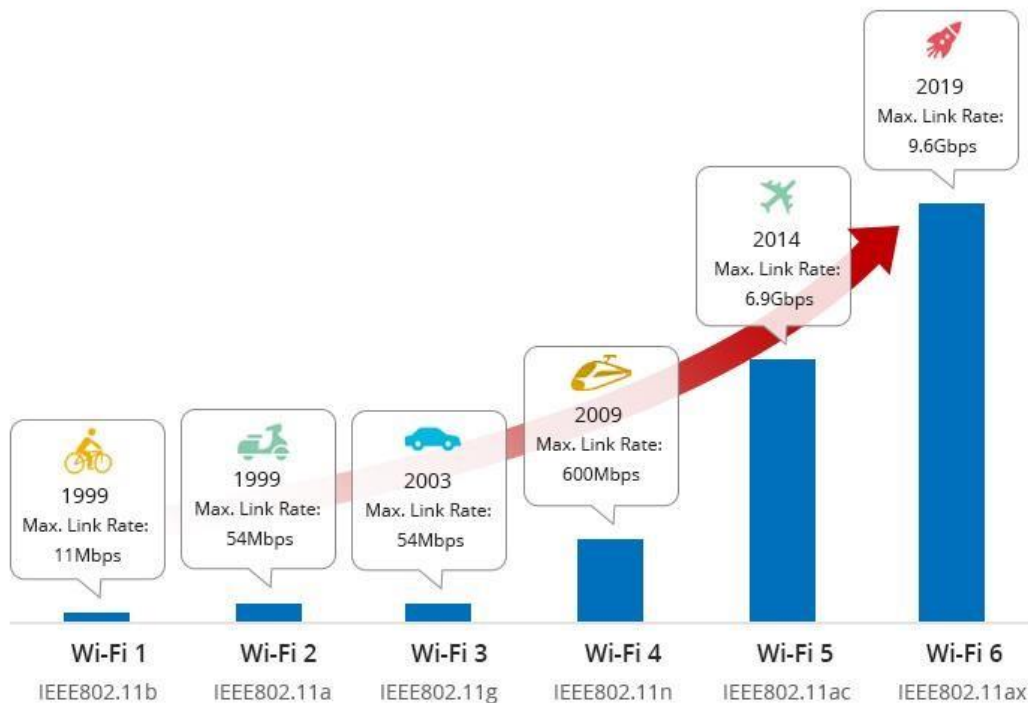 1999
Max. Link Rate:
11Mbps
1999
Max. Link Rate:
54Mbps
2003
Max. Link Rate:
54Mbps
2009
Max. Link Rate:
600Mbps
2014
Max. Link Rate:
6.9Gbps
2019
Max. Link Rate:
9.6Gbps
Wi-Fi 1
IEEE802.11b
Wi-Fi 2
IEEE802.11a
Wi-Fi 3
IEEE802.11g
Wi-Fi 4
IEEE802.11n
Wi-Fi 5
IEEE802.11ac
Wi-Fi 6
IEEE802.11ax